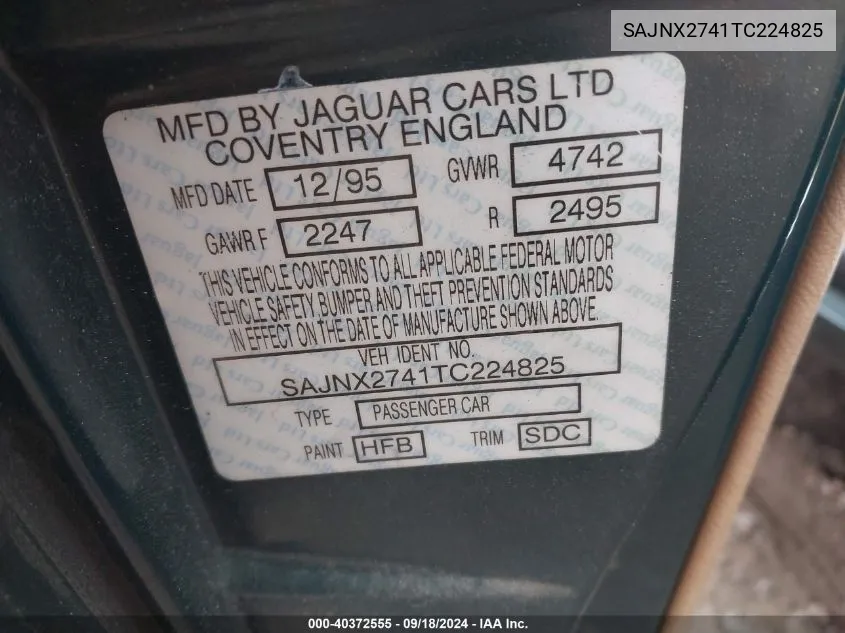 SAJNX2741TC224825
MFD BY JAGUAR CARS LTD
COVENTRY ENGLAND
MFD DATE 12/95 GVWR 4742
GAWR F 2247 R 2495
THIS VEHICLE CONFORMS TO ALL APPLICABLE FEDERAL MOTOR
VEHICLE SAFETY, BUMPER AND THEFT PREVENTION STANDARDS
IN EFFECT ON THE DATE OF MANUFACTURE SHOWN ABOVE.
VEH IDENT NO.
SAJNX2741TC224825
TYPE PASSENGER CAR
PAINT HFB TRIM SDC
000-40372555 - 09/18/2024 - IAA Inc.